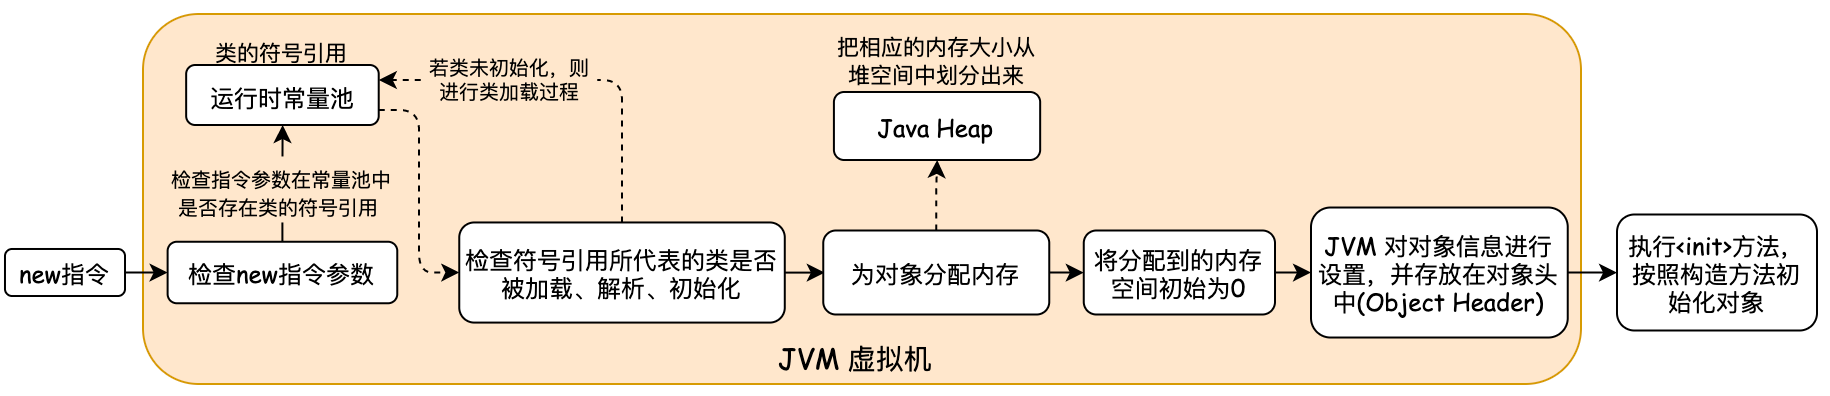 类的符号引用
运行时常量池
检查指令参数在常量池中
是否存在类的符号引用
new指令
检查new指令参数
若类未初始化，则
进行类加载过程
检查符号引用所代表的类是否
被加载、解析、初始化
把相应的内存大小从
堆空间中划分出来
Java Heap
为对象分配内存
将分配到的内存
空间初始为0
JVM 对对象信息进行
设置，并存放在对象头
中(Object Header)
执行<init>方法，
按照构造方法初
始化对象
JVM 虚拟机